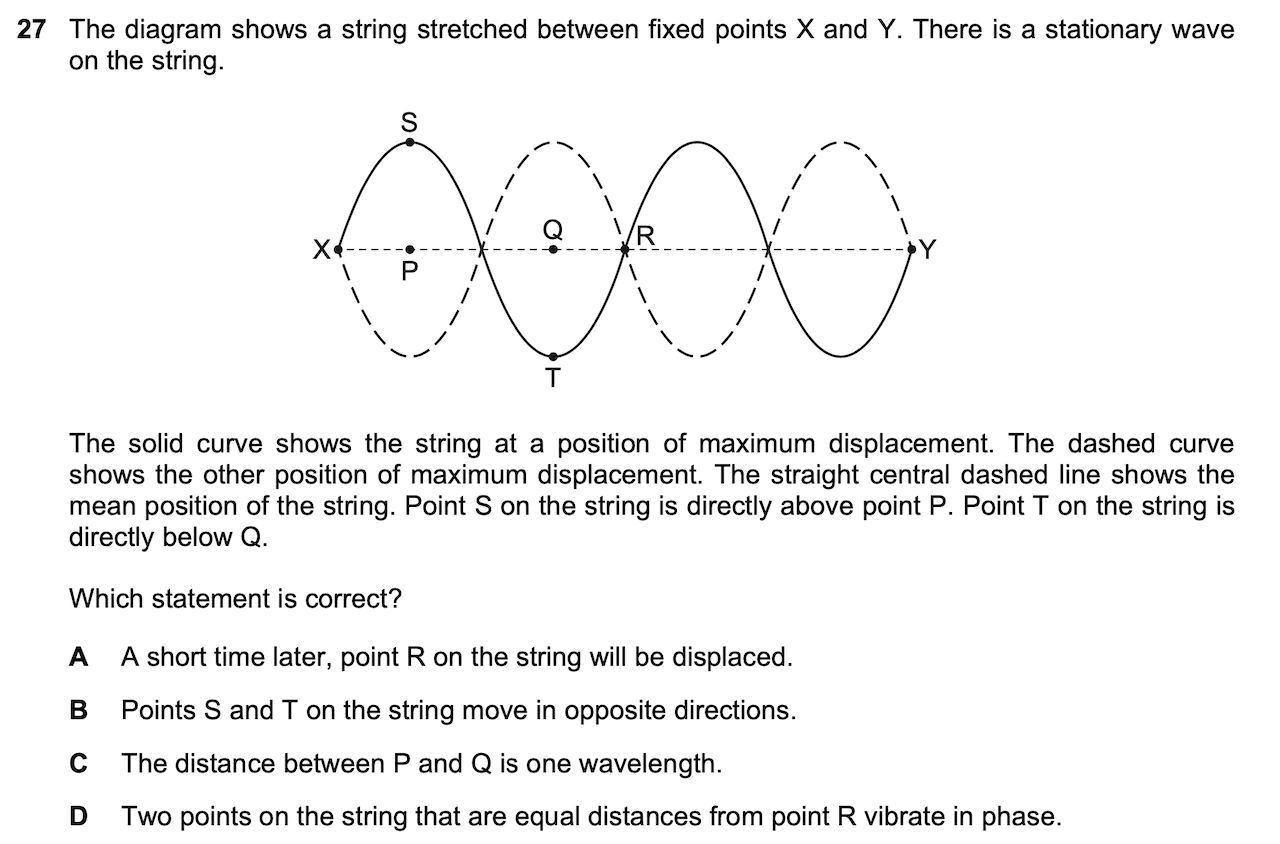 27 The diagram shows a string stretched between fixed points X and Y. There is a stationary wave
on the string.
S
Q
R
X
Y
P
T
The solid curve shows the string at a position of maximum displacement. The dashed curve
shows the other position of maximum displacement. The straight central dashed line shows the
mean position of the string. Point S on the string is directly above point P. Point T on the string is
directly below Q.
Which statement is correct?
A A short time later, point R on the string will be displaced.
B Points S and T on the string move in opposite directions.
C The distance between P and Q is one wavelength.
D Two points on the string that are equal distances from point R vibrate in phase.